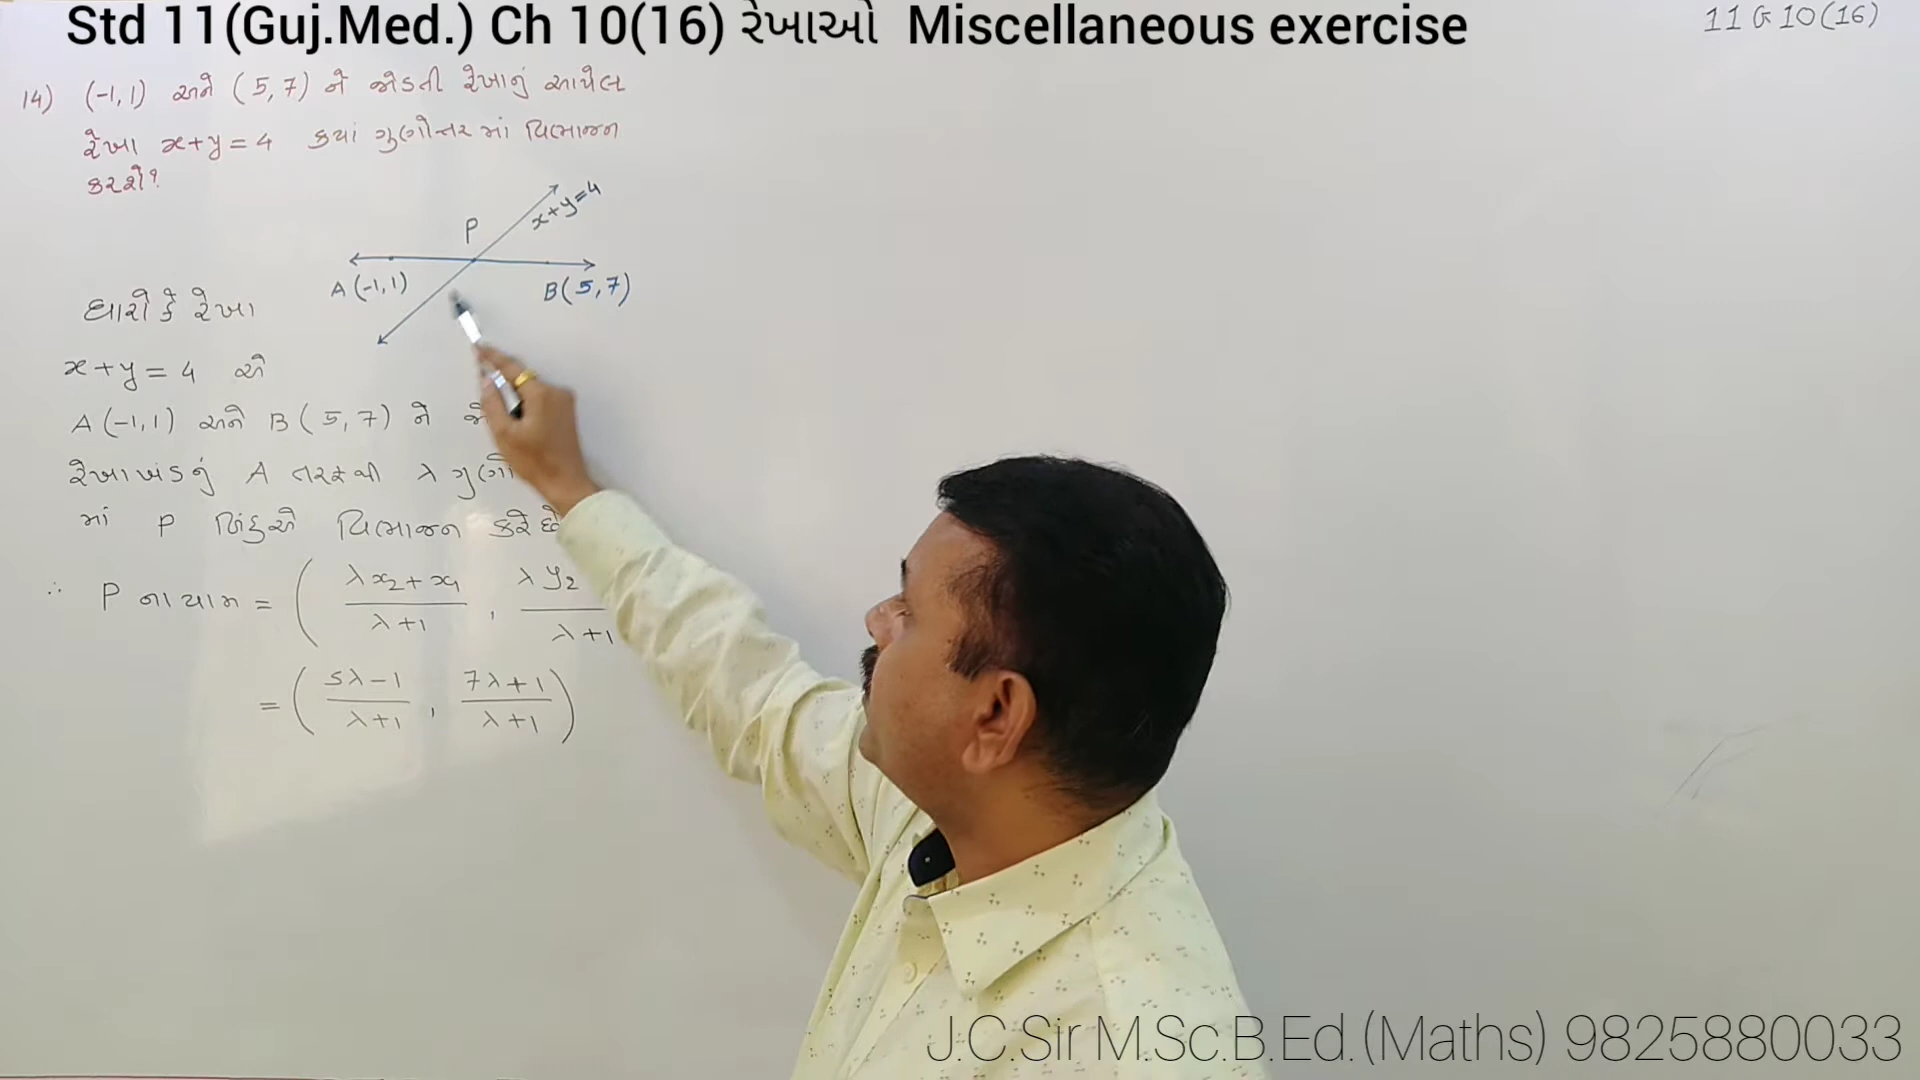 Std 11(Guj.Med.) Ch 10(16) રેખાઓ Miscellaneous exercise
11 G 10(16)
14) (-1,1) અને (5,7) ને જોડતી રેખાનું આપેલ
રેખા x+y=4 કયાં ગુણોત્તર માં વિભાજન
કરશે?
P
x+y=4
A(-1,1)
B(5,7)
ધારો કે રેખા
x+y=4 એ
A(-1,1) અને B(5,7) ને
રેખાખંડનું A તરફથી λ
માં P બિંદુએ વિભાજન કરે છે
∴ P ના યામ = ( λx₂+x₁ / λ+1 , λy₂ / λ+1
= ( 5λ-1 / λ+1 , 7λ+1 / λ+1 )
J.C.Sir M.Sc.B.Ed.(Maths) 9825880033